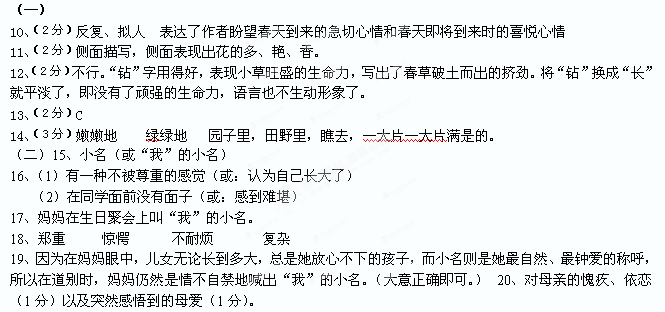 (一)
10、(2分) 反复、拟人　表达了作者盼望春天到来的急切心情和春天即将到来时的喜悦心情
11、(2分) 侧面描写，侧面表现出花的多、艳、香。
12、(2分) 不行。“钻”字用得好，表现小草旺盛的生命力，写出了春草破土而出的挤劲。将“钻”换成“长”
就平淡了，即没有了顽强的生命力，语言也不生动形象了。
13、(2分) C
14、(3分) 嫩嫩地　　绿绿地　　园子里，田野里，瞧去，一大片一大片满是的。
（二）15、小名（或“我”的小名）
16、（1）有一种不被尊重的感觉（或：认为自己长大了）
（2）在同学面前没有面子（或：感到难堪）
17、妈妈在生日聚会上叫“我”的小名。
18、郑重　　惊愕　　不耐烦　　复杂
19、因为在妈妈眼中，儿女无论长到多大，总是她放心不下的孩子，而小名则是她最自然、最钟爱的称呼，
所以在道别时，妈妈仍然是情不自禁地喊出“我”的小名。（大意正确即可。） 20、对母亲的愧疚、依恋
（1分）以及突然感悟到的母爱（1分）。